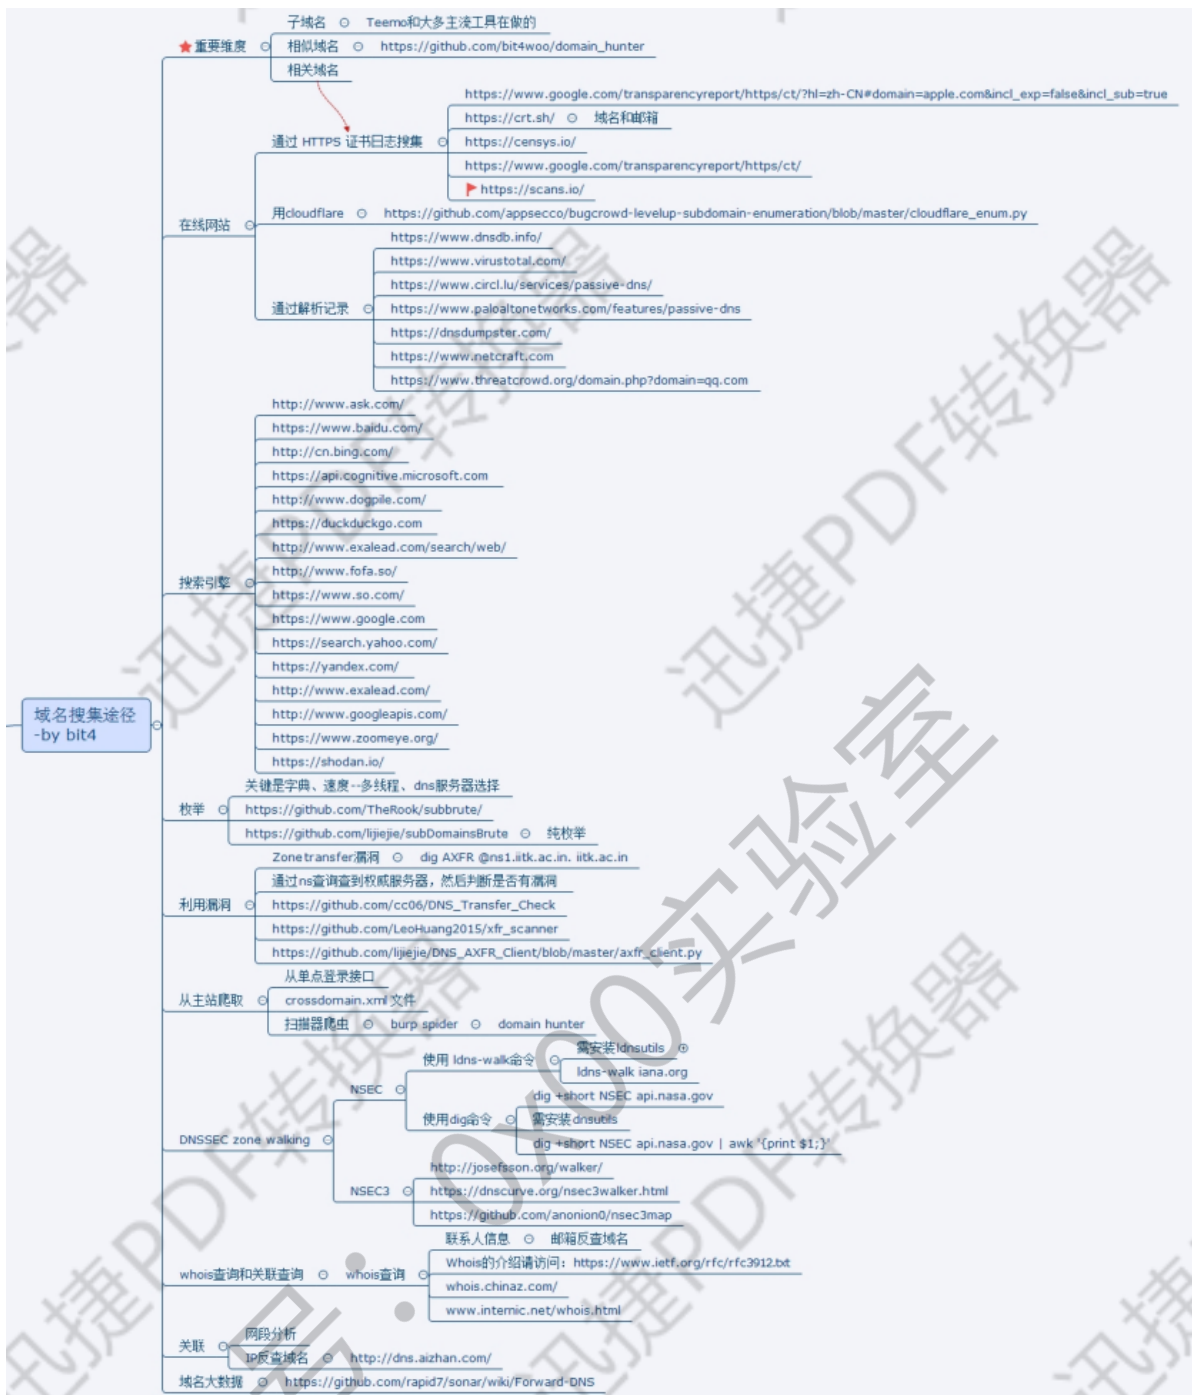 子域名 Teemo和大多主流工具在做的
重要维度 相似域名 https://github.com/bit4woo/domain_hunter
相关域名
https://www.google.com/transparencyreport/https/ct/?hl=zh-CN#domain=apple.com&incl_exp=false&incl_sub=true
https://crt.sh/ 域名和邮箱
通过 HTTPS 证书日志搜集 https://censys.io/
https://www.google.com/transparencyreport/https/ct/
https://scans.io/
用cloudflare https://github.com/appsecco/bugcrowd-levelup-subdomain-enumeration/blob/master/cloudflare_enum.py
在线网站
https://www.dnsdb.info/
https://www.virustotal.com/
https://www.circl.lu/services/passive-dns/
通过解析记录 https://www.paloaltonetworks.com/features/passive-dns
https://dnsdumpster.com/
https://www.netcraft.com
https://www.threatcrowd.org/domain.php?domain=qq.com
http://www.ask.com/
https://www.baidu.com/
http://cn.bing.com/
https://api.cognitive.microsoft.com
http://www.dogpile.com/
https://duckduckgo.com
http://www.exalead.com/search/web/
http://www.fofa.so/
搜索引擎
https://www.so.com/
https://www.google.com
https://search.yahoo.com/
https://yandex.com/
http://www.exalead.com/
http://www.googleapis.com/
https://www.zoomeye.org/
https://shodan.io/
域名搜集途径
-by bit4
关键是字典、速度--多线程、dns服务器选择
枚举 https://github.com/TheRook/subbrute/
https://github.com/lijiejie/subDomainsBrute 纯枚举
Zonetransfer漏洞 dig AXFR @ns1.iitk.ac.in. iitk.ac.in
通过ns查询查到权威服务器，然后判断是否有漏洞
利用漏洞 https://github.com/cc06/DNS_Transfer_Check
https://github.com/LeoHuang2015/xfr_scanner
https://github.com/lijiejie/DNS_AXFR_Client/blob/master/axfr_client.py
从单点登录接口
从主站爬取 crossdomain.xml 文件
扫描器爬虫 burp spider domain hunter
需安装ldnsutils
使用 ldns-walk命令
ldns-walk iana.org
NSEC
dig +short NSEC api.nasa.gov
使用dig命令 需安装dnsutils
dig +short NSEC api.nasa.gov | awk '{print $1;}'
DNSSEC zone walking
http://josefsson.org/walker/
NSEC3 https://dnscurve.org/nsec3walker.html
https://github.com/anonion0/nsec3map
联系人信息 邮箱反查域名
Whois的介绍请访问：https://www.ietf.org/rfc/rfc3912.txt
whois查询和关联查询 whois查询
whois.chinaz.com/
www.internic.net/whois.html
网段分析
关联
IP反查域名 http://dns.aizhan.com/
域名大数据 https://github.com/rapid7/sonar/wiki/Forward-DNS
迅捷PDF转换器
迅捷PDF转换器
号：0x00实验室